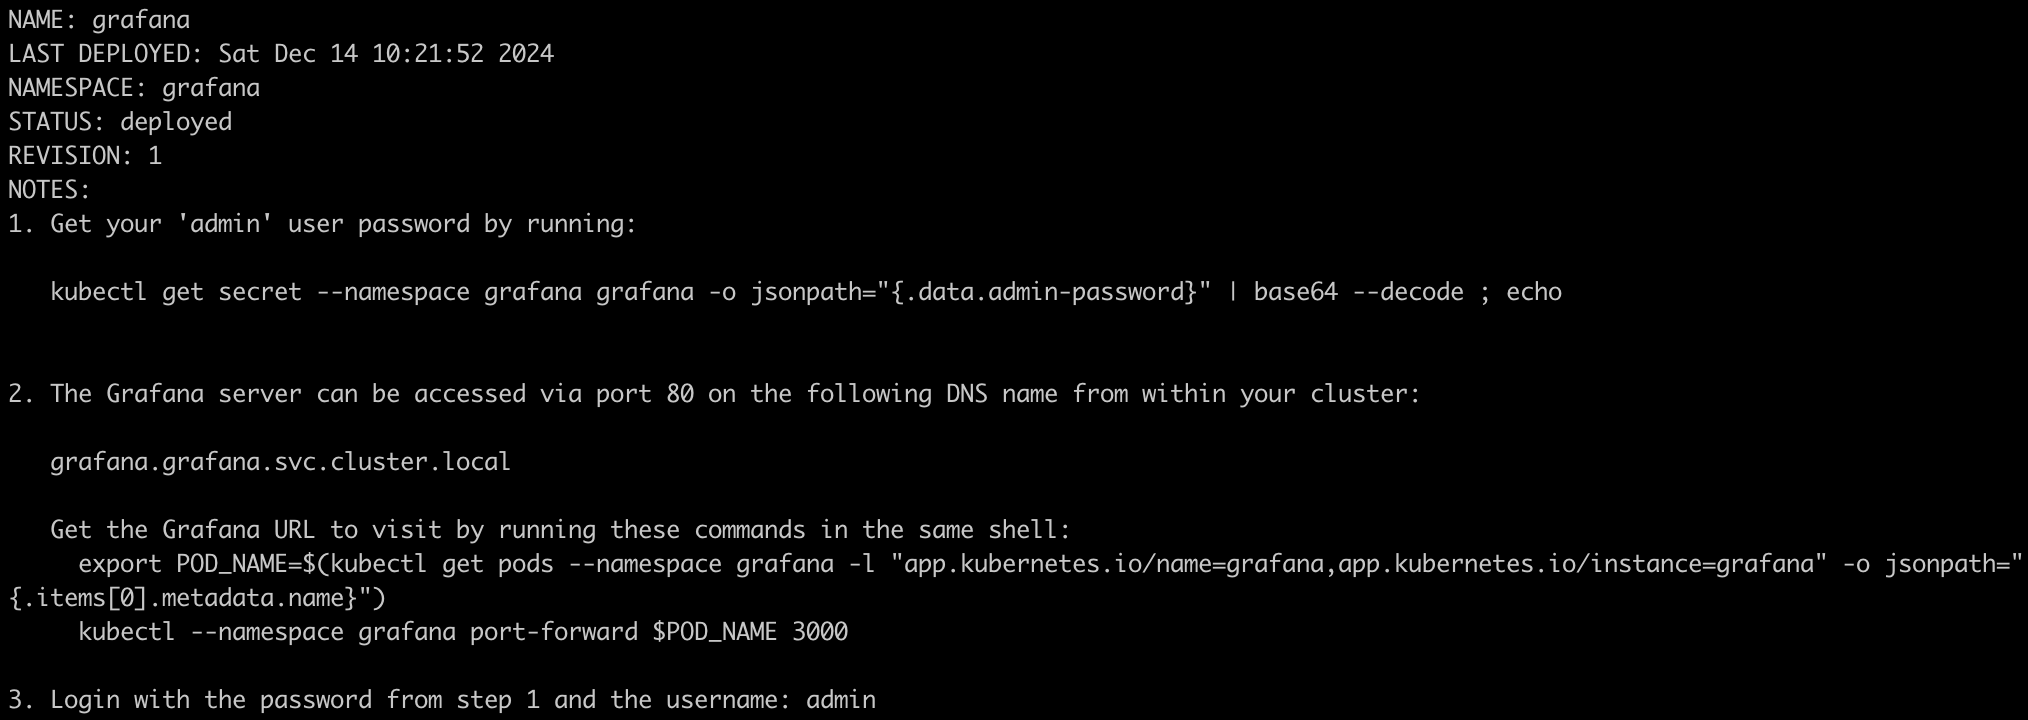 NAME: grafana
LAST DEPLOYED: Sat Dec 14 10:21:52 2024
NAMESPACE: grafana
STATUS: deployed
REVISION: 1
NOTES:
1. Get your 'admin' user password by running:
kubectl get secret --namespace grafana grafana -o jsonpath="{.data.admin-password}" | base64 --decode ; echo
2. The Grafana server can be accessed via port 80 on the following DNS name from within your cluster:
grafana.grafana.svc.cluster.local
Get the Grafana URL to visit by running these commands in the same shell:
export POD_NAME=$(kubectl get pods --namespace grafana -l "app.kubernetes.io/name=grafana,app.kubernetes.io/instance=grafana" -o jsonpath="
{.items[0].metadata.name}")
kubectl --namespace grafana port-forward $POD_NAME 3000
3. Login with the password from step 1 and the username: admin